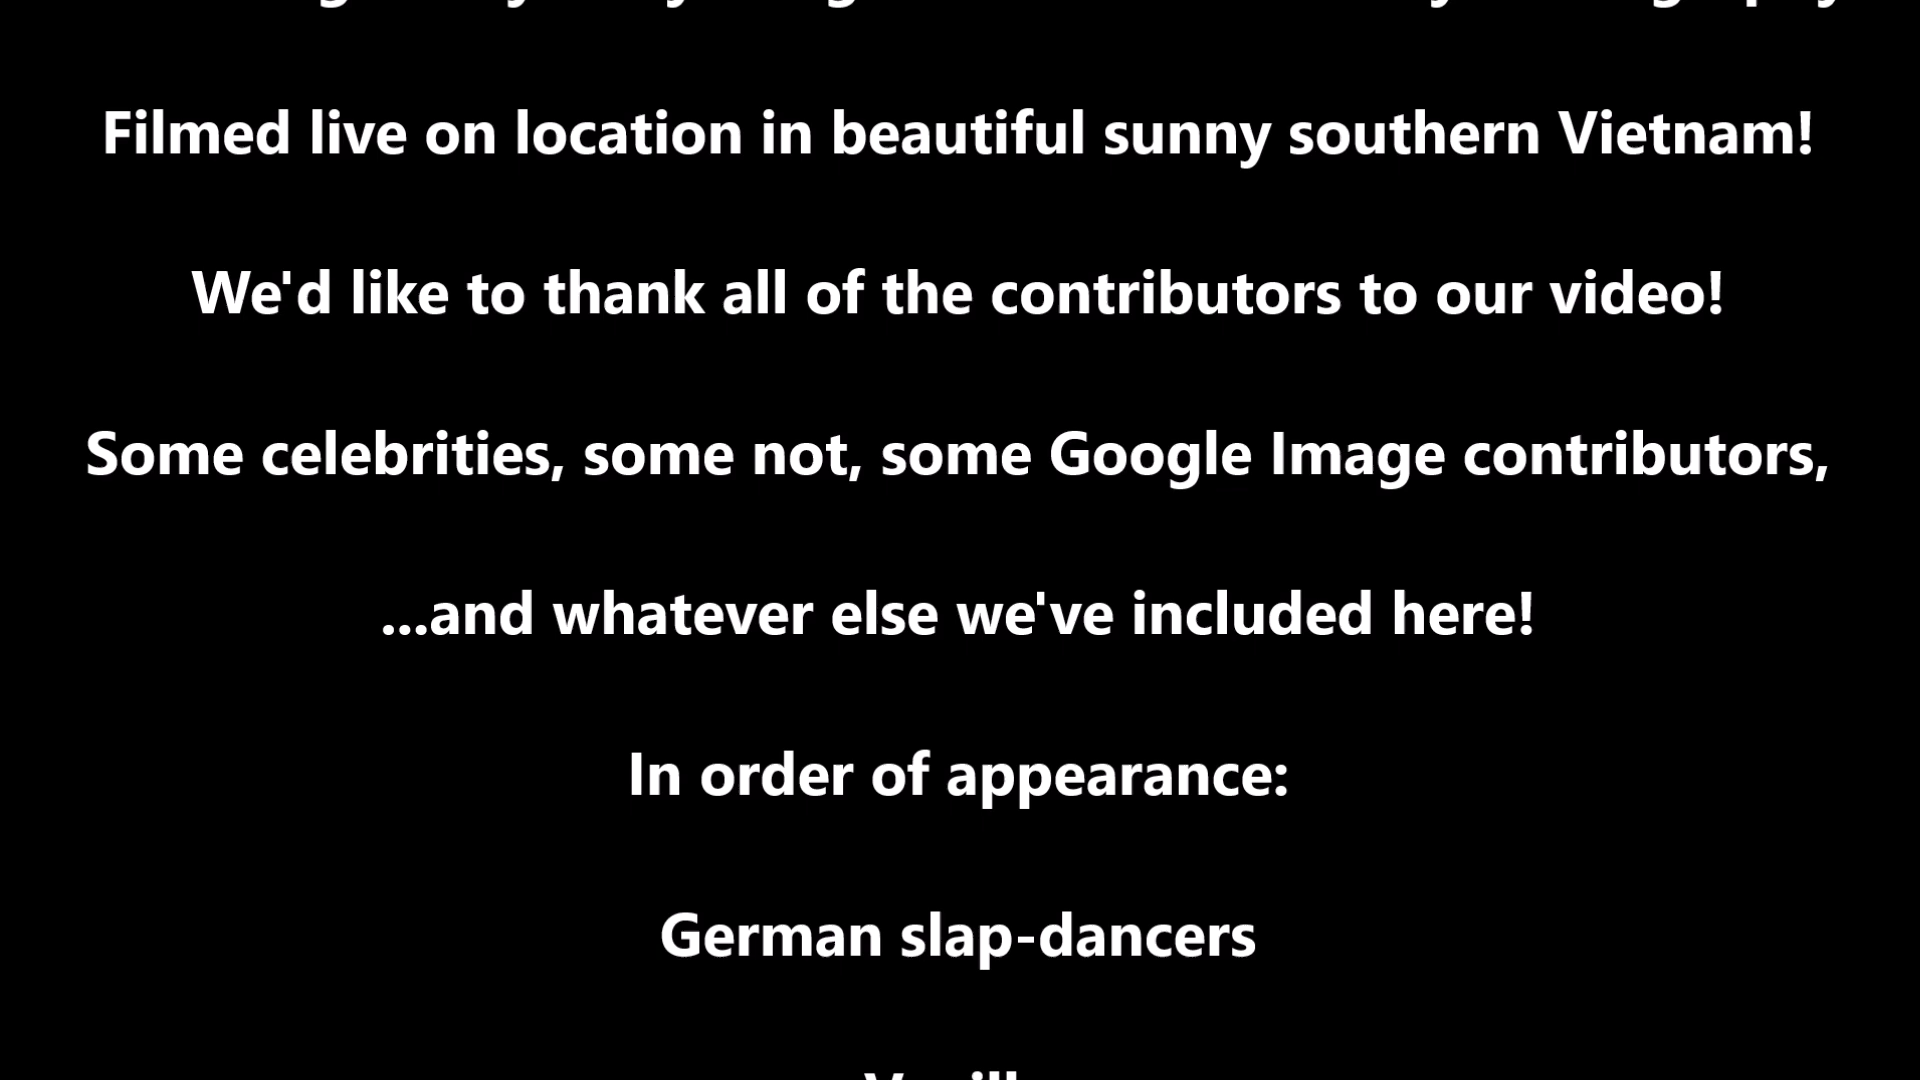 Filmed live on location in beautiful sunny southern Vietnam!
We'd like to thank all of the contributors to our video!
Some celebrities, some not, some Google Image contributors,
...and whatever else we've included here!
In order of appearance:
German slap-dancers